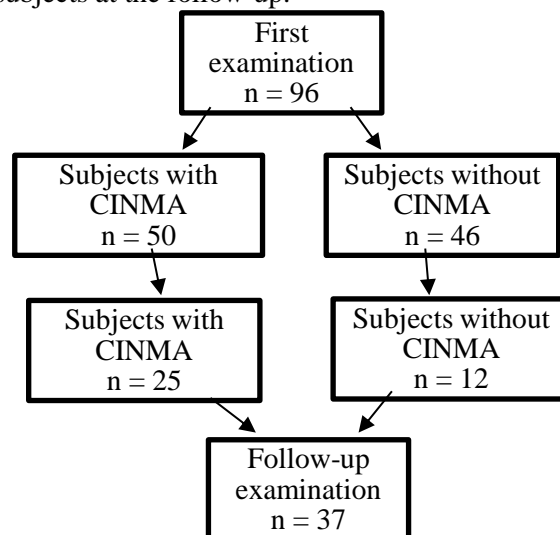 subjects at the follow-up.
First
examination
n = 96
Subjects with
CINMA
n = 50
Subjects without
CINMA
n = 46
Subjects with
CINMA
n = 25
Subjects without
CINMA
n = 12
Follow-up
examination
n = 37